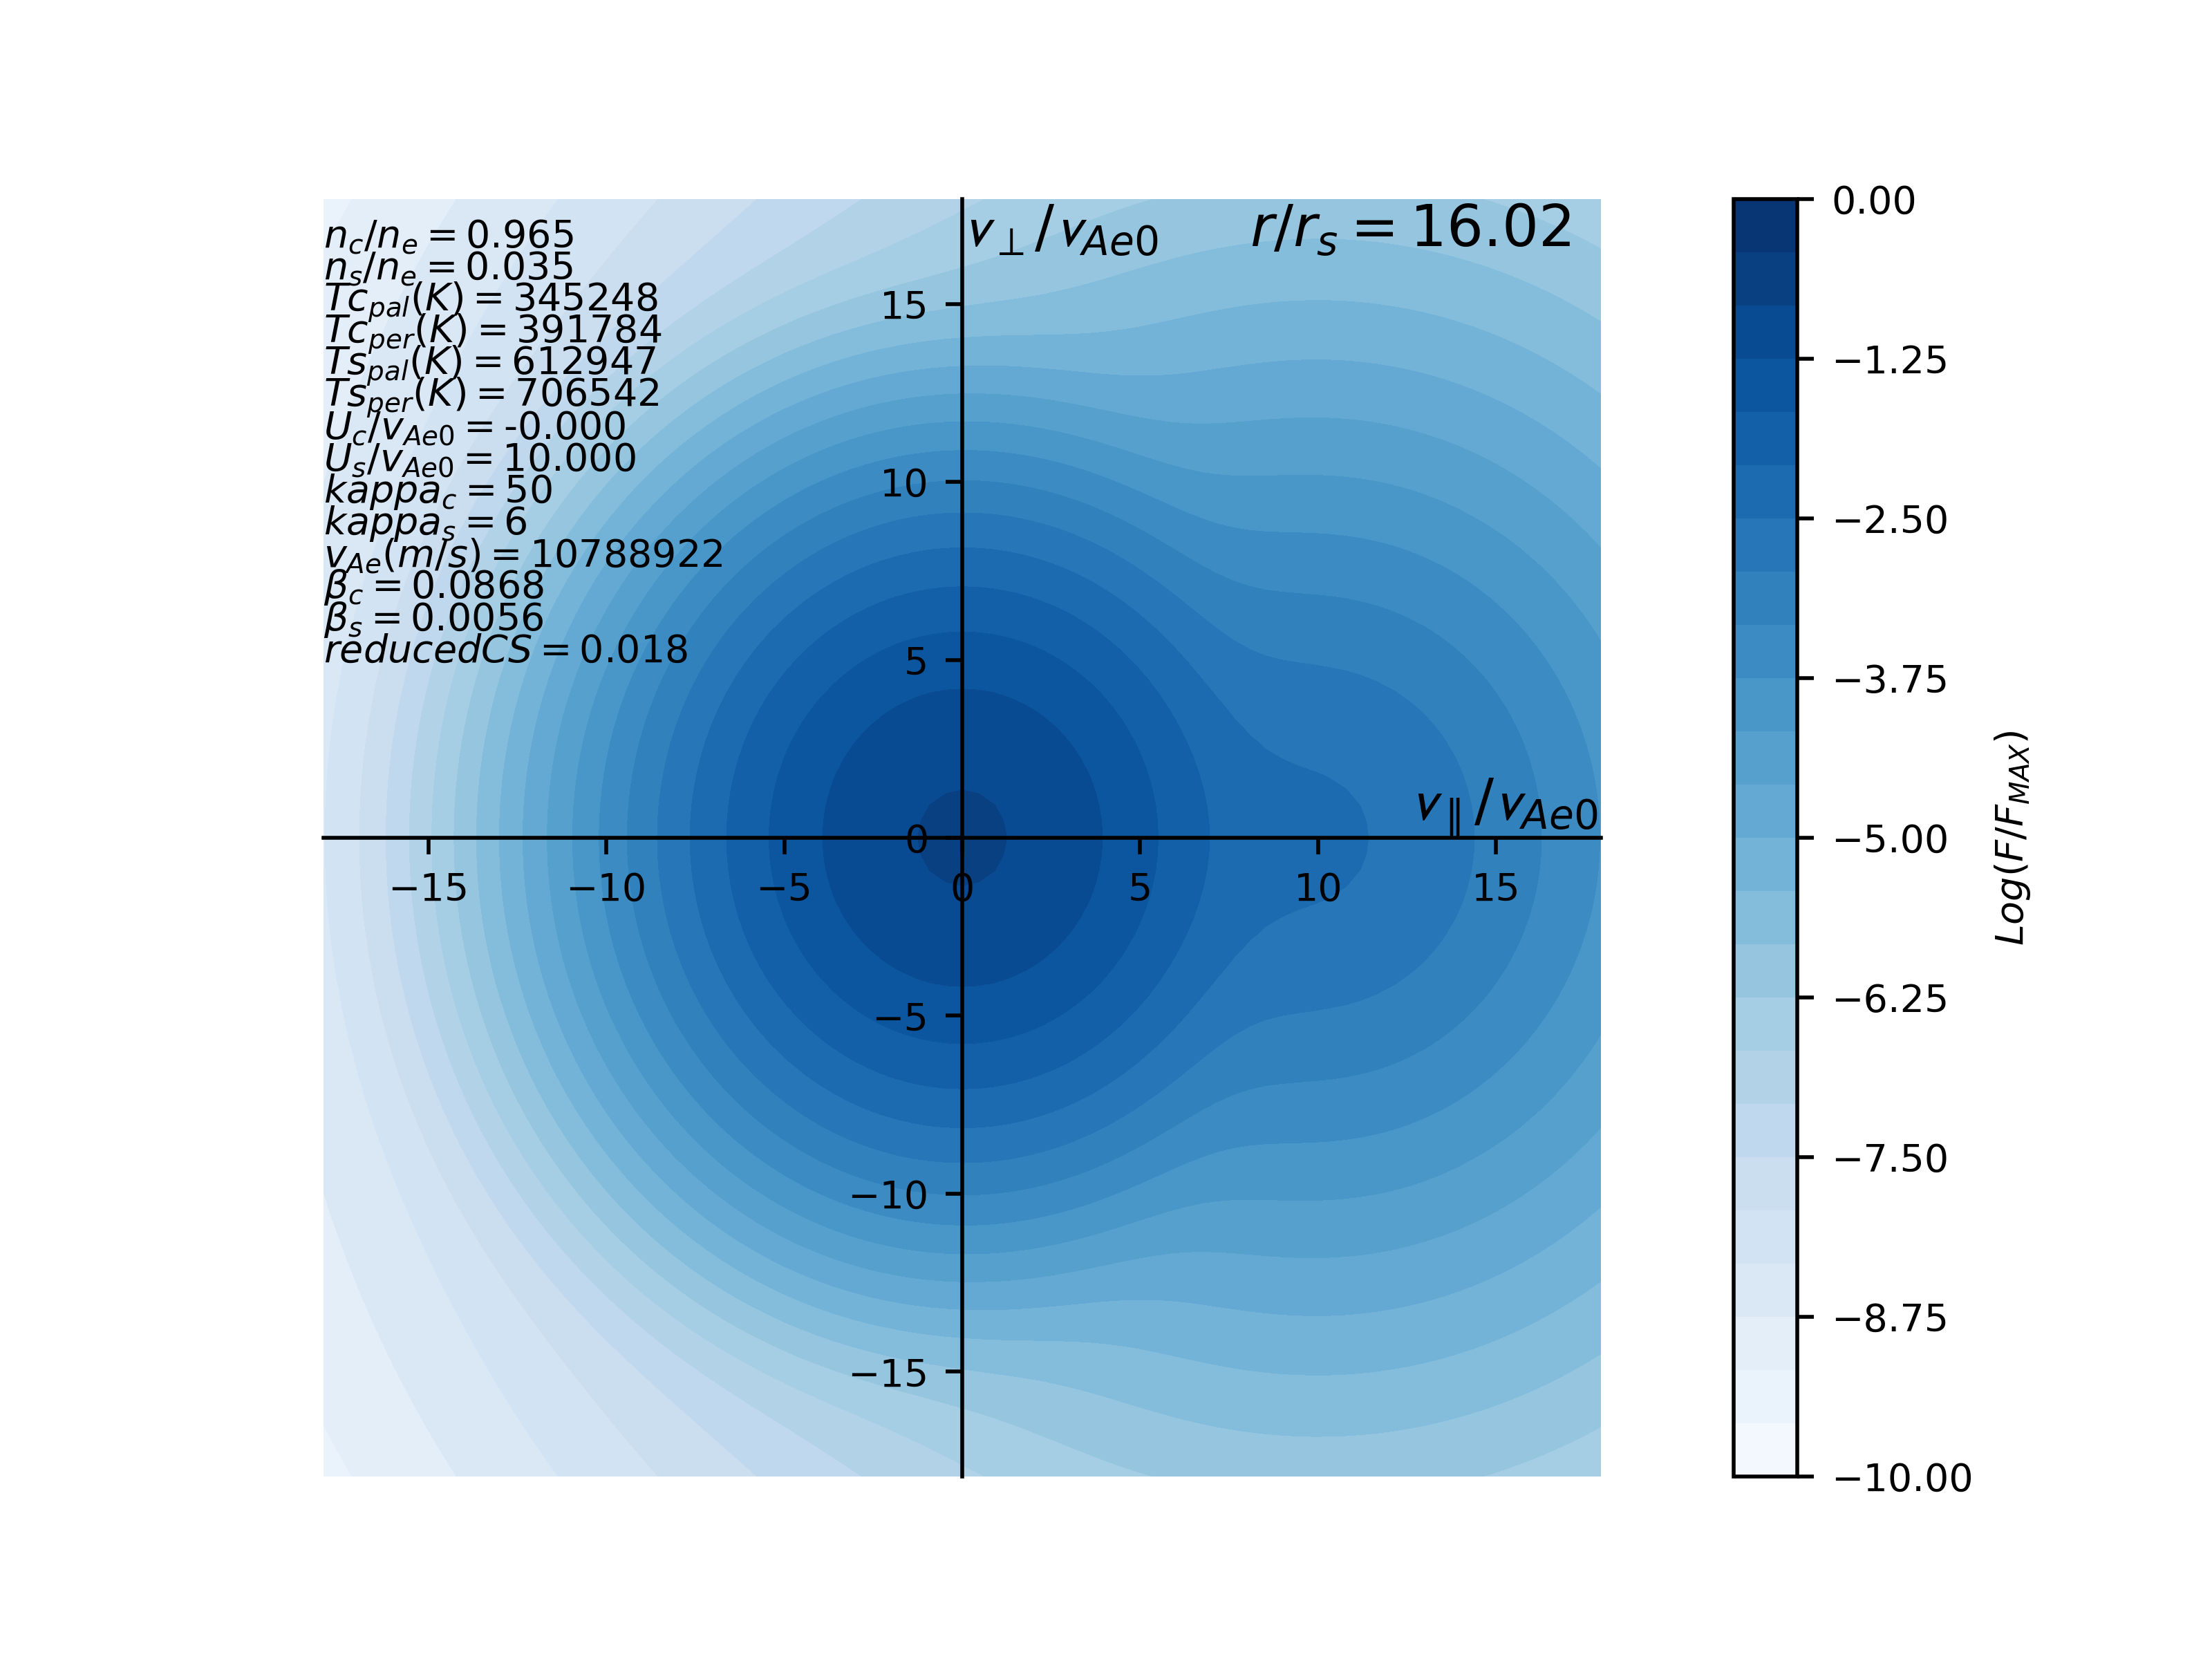 n_c/n_e = 0.965
n_s/n_e = 0.035
Tc_pal(K) = 345248
Tc_per(K) = 391784
Ts_pal(K) = 612947
Ts_per(K) = 706542
U_c/v_Ae0 = -0.000
U_s/v_Ae0 = 10.000
kappa_c = 50
kappa_s = 6
v_Ae(m/s) = 10788922
β_c = 0.0868
β_s = 0.0056
reducedCS = 0.018
v_⊥/v_Ae0
r/r_s = 16.02
15
10
5
0
−5
−10
−15
v_∥/v_Ae0
−15 −10 −5 0 5 10 15
0.00
−1.25
−2.50
−3.75
−5.00
−6.25
−7.50
−8.75
−10.00
Log(F/F_MAX)